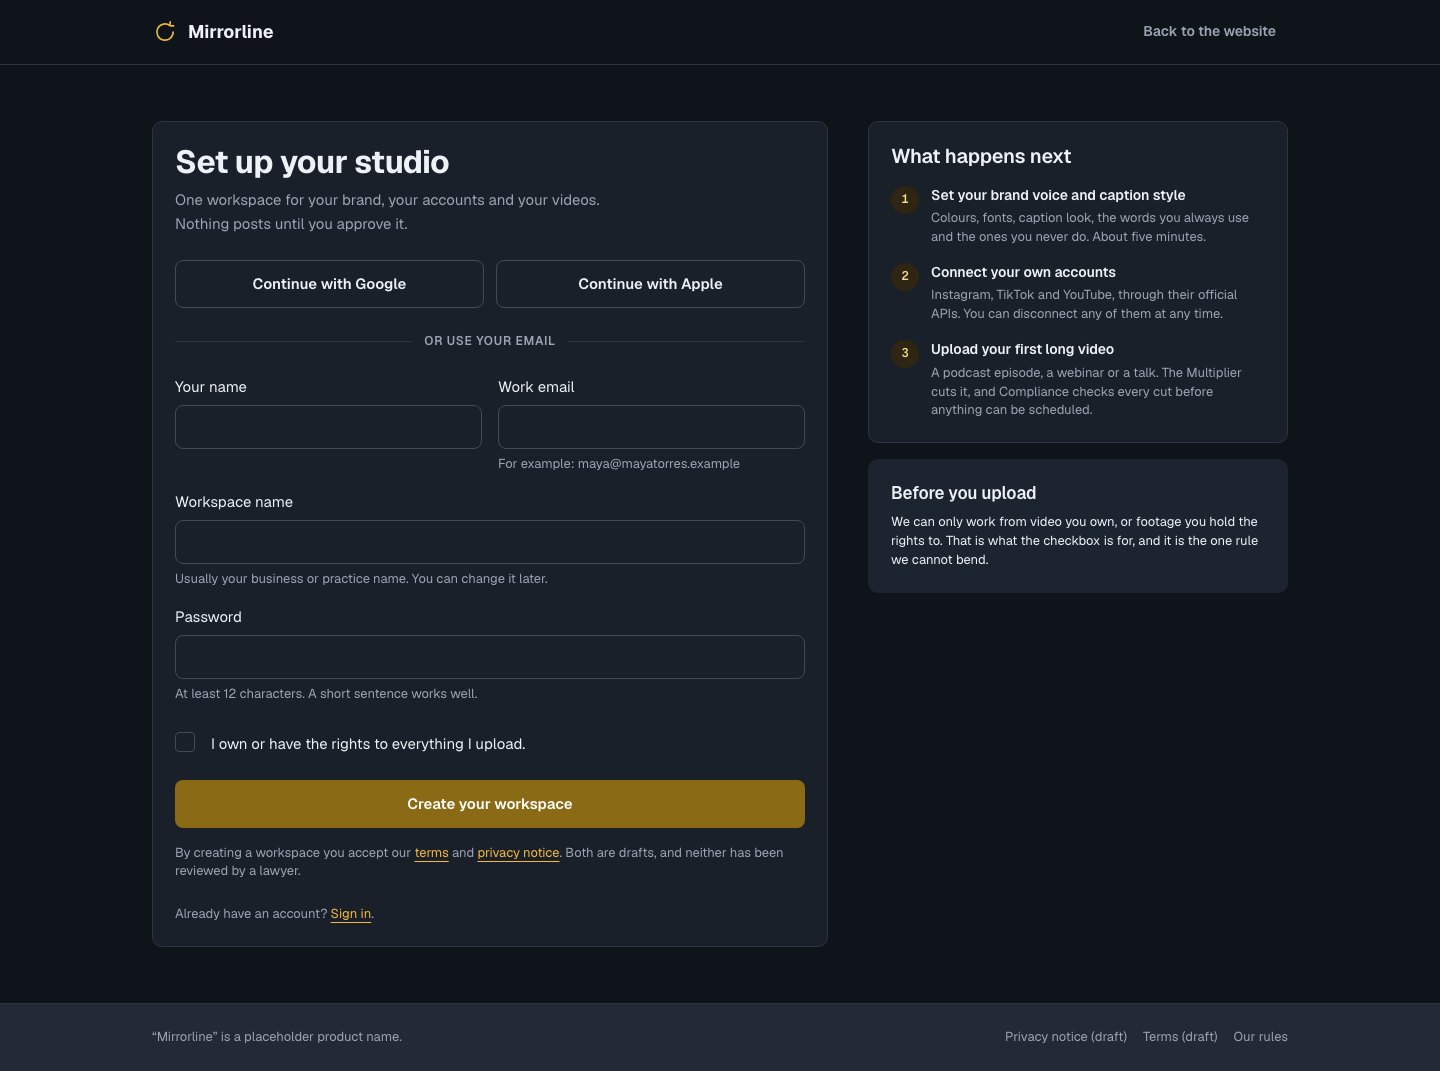 Mirrorline
Back to the website
Set up your studio
One workspace for your brand, your accounts and your videos.
Nothing posts until you approve it.
Continue with Google
Continue with Apple
OR USE YOUR EMAIL
Your name
Work email
For example: maya@mayatorres.example
Workspace name
Usually your business or practice name. You can change it later.
Password
At least 12 characters. A short sentence works well.
I own or have the rights to everything I upload.
Create your workspace
By creating a workspace you accept our terms and privacy notice. Both are drafts, and neither has been
reviewed by a lawyer.
Already have an account? Sign in.
What happens next
1
Set your brand voice and caption style
Colours, fonts, caption look, the words you always use
and the ones you never do. About five minutes.
2
Connect your own accounts
Instagram, TikTok and YouTube, through their official
APIs. You can disconnect any of them at any time.
3
Upload your first long video
A podcast episode, a webinar or a talk. The Multiplier
cuts it, and Compliance checks every cut before
anything can be scheduled.
Before you upload
We can only work from video you own, or footage you hold the
rights to. That is what the checkbox is for, and it is the one rule
we cannot bend.
“Mirrorline” is a placeholder product name.
Privacy notice (draft)
Terms (draft)
Our rules